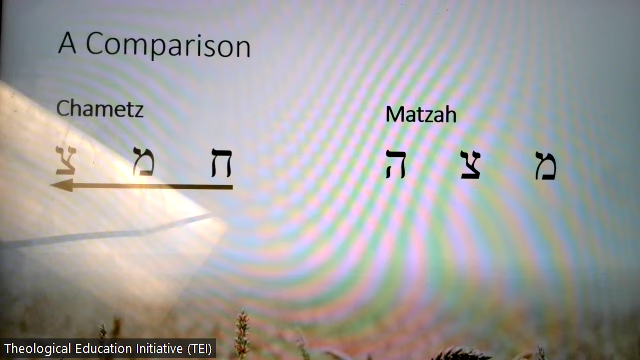 A Comparison
Chametz
ח מ צ
Matzah
מ צ ה
Theological Education Initiative (TEI)